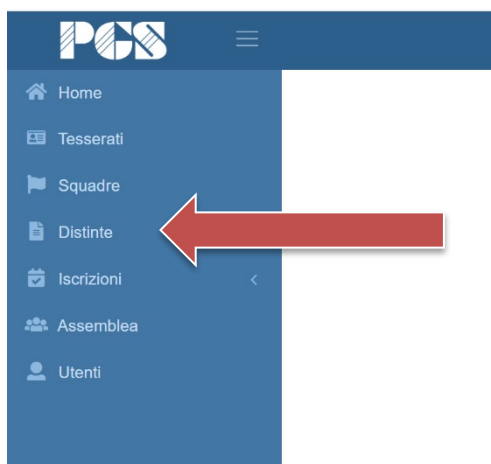 PGS
Home
Tesserati
Squadre
Distinte
Iscrizioni
Assemblea
Utenti